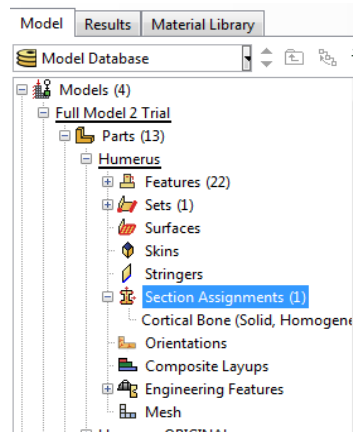 Model Results Material Library
Model Database
Models (4)
Full Model 2 Trial
Parts (13)
Humerus
Features (22)
Sets (1)
Surfaces
Skins
Stringers
Section Assignments (1)
Cortical Bone (Solid, Homogene
Orientations
Composite Layups
Engineering Features
Mesh
ORIGINAL